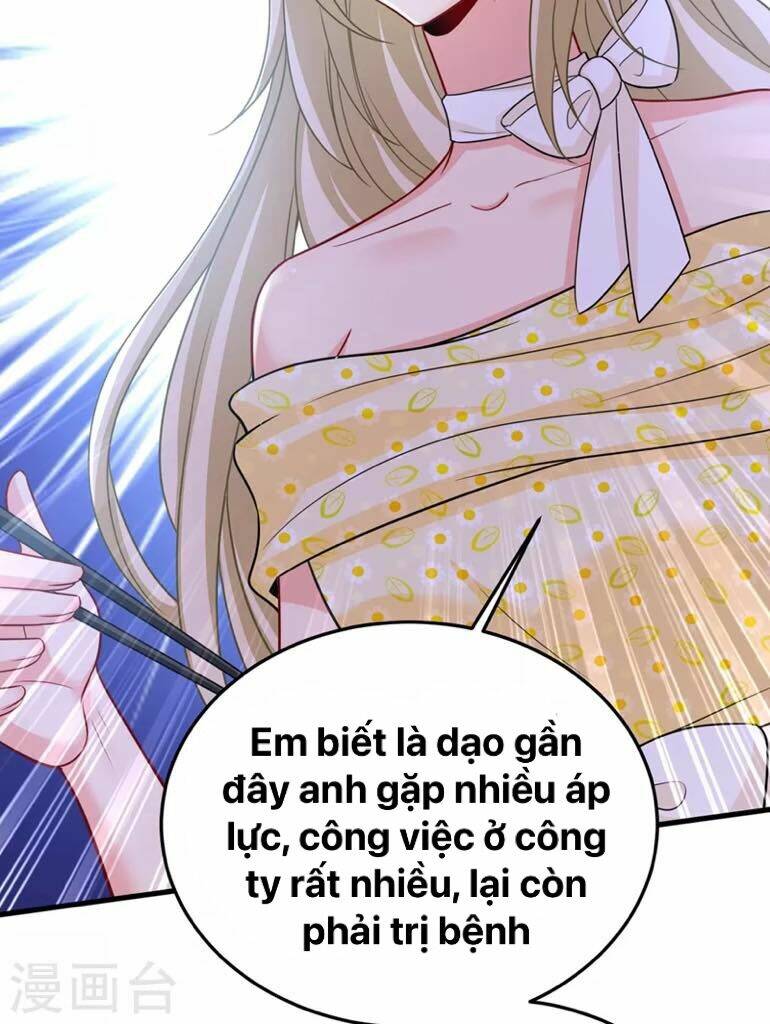 Em biết là dạo gần
đây anh gặp nhiều áp
lực, công việc ở công
ty rất nhiều, lại còn
phải trị bệnh
漫画台